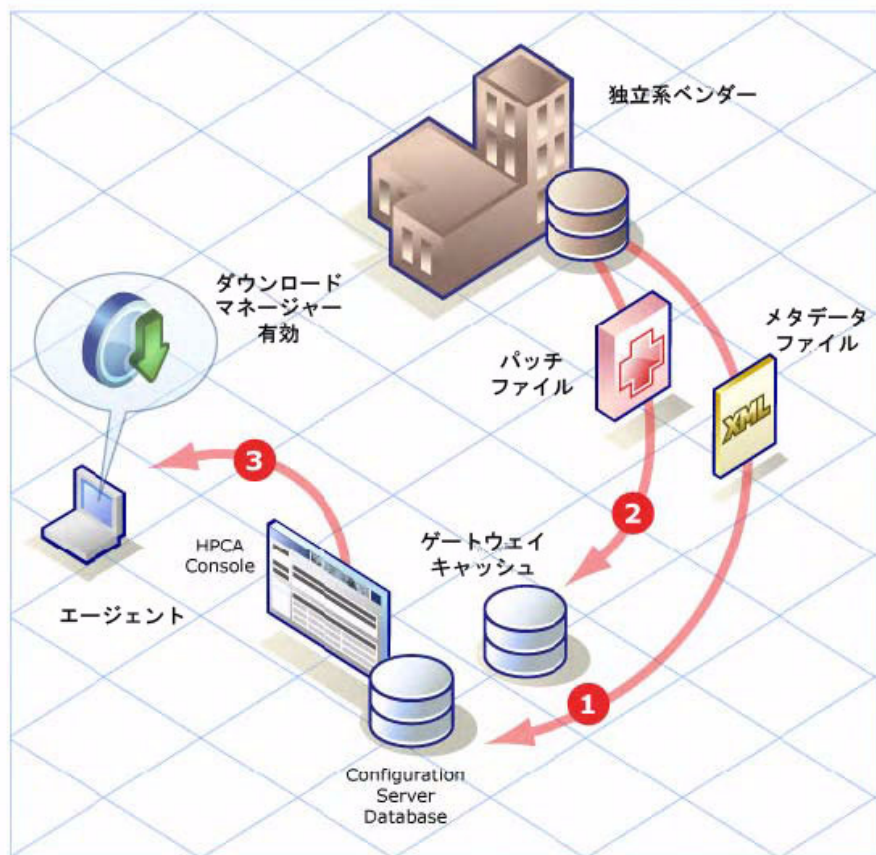 独立系ベンダー
ダウンロード
マネージャー
有効
メタデータ
ファイル
パッチ
ファイル
XML
3
2
HPCA
Console
ゲートウェイ
キャッシュ
エージェント
1
Configuration
Server
Database